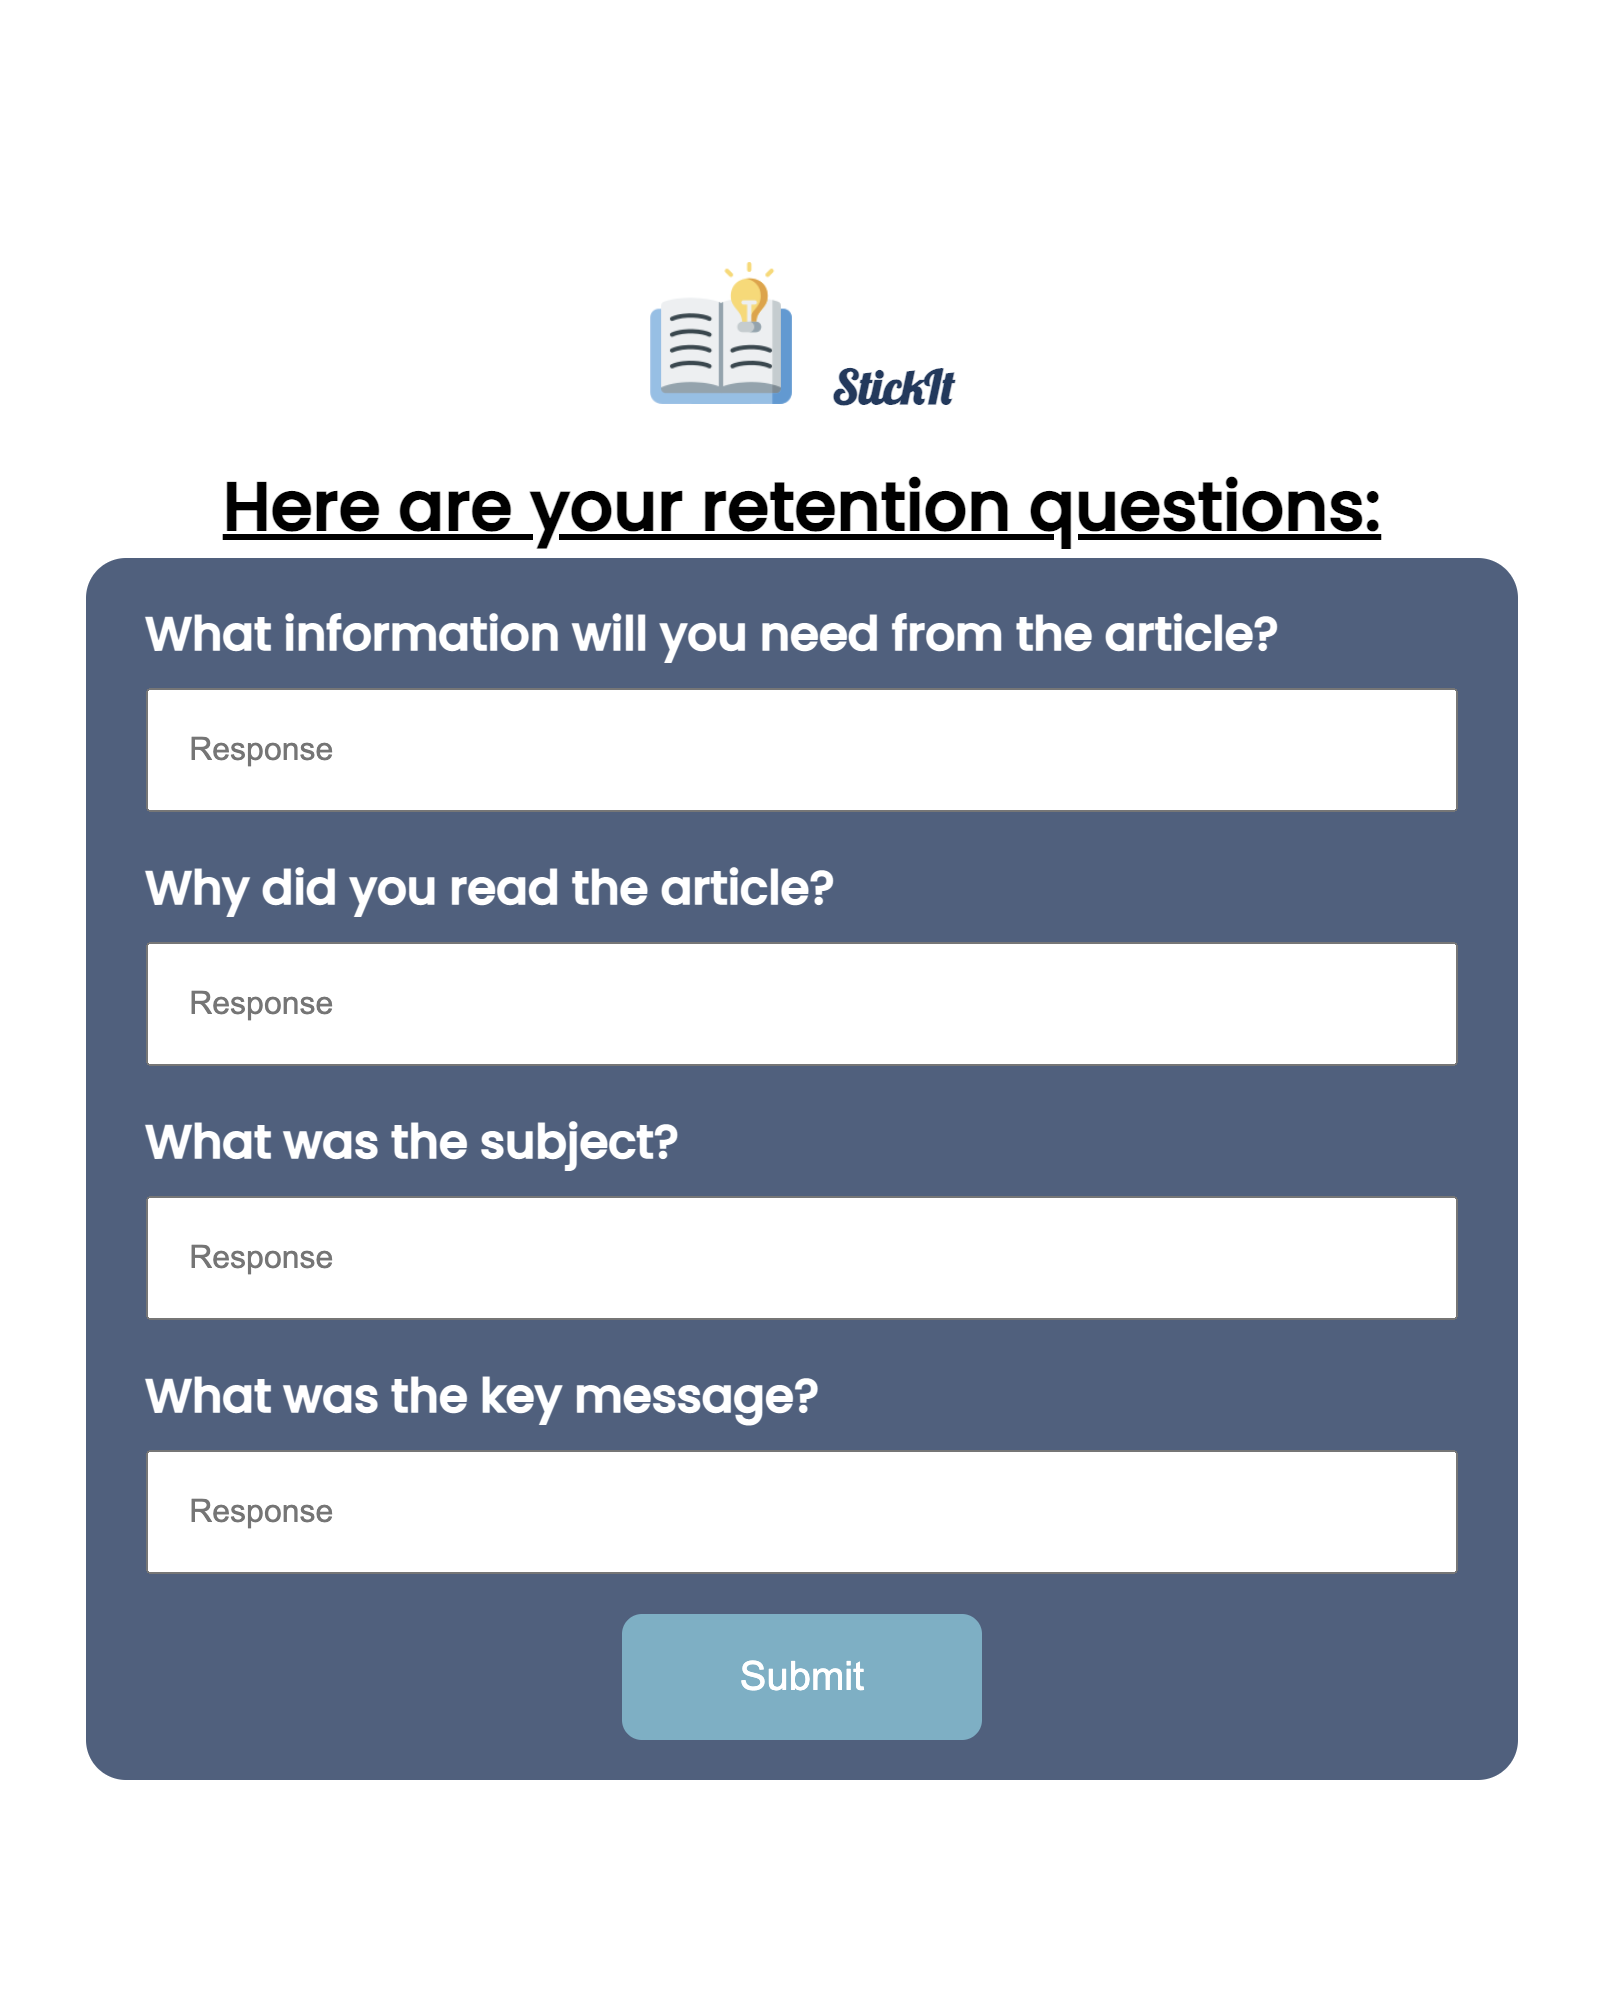 StickIt
Here are your retention questions:
What information will you need from the article?
Response
Why did you read the article?
Response
What was the subject?
Response
What was the key message?
Response
Submit